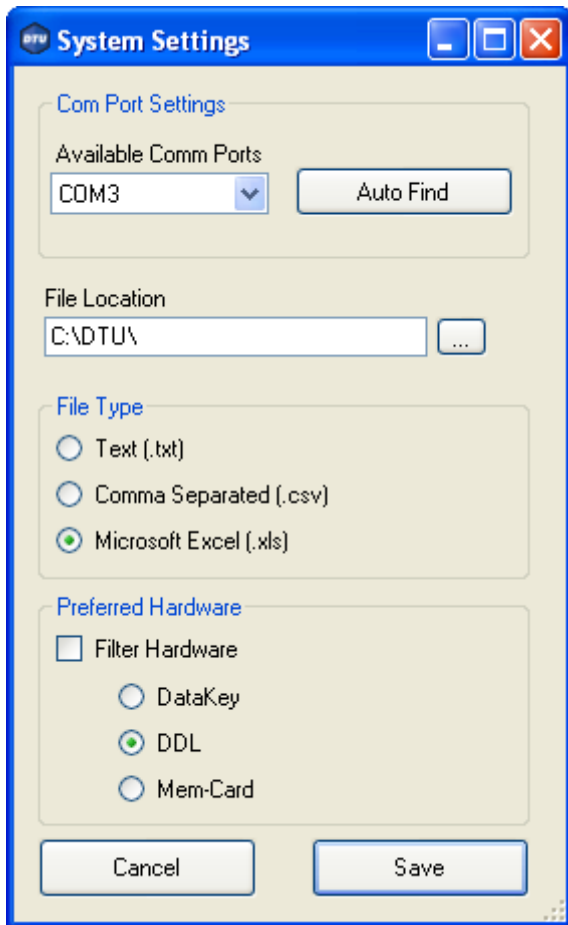 DTU System Settings
Com Port Settings
Available Comm Ports
COM3 Auto Find
File Location
C:\DTU\ ...
File Type
Text (.txt)
Comma Separated (.csv)
Microsoft Excel (.xls)
Preferred Hardware
Filter Hardware
DataKey
DDL
Mem-Card
Cancel Save